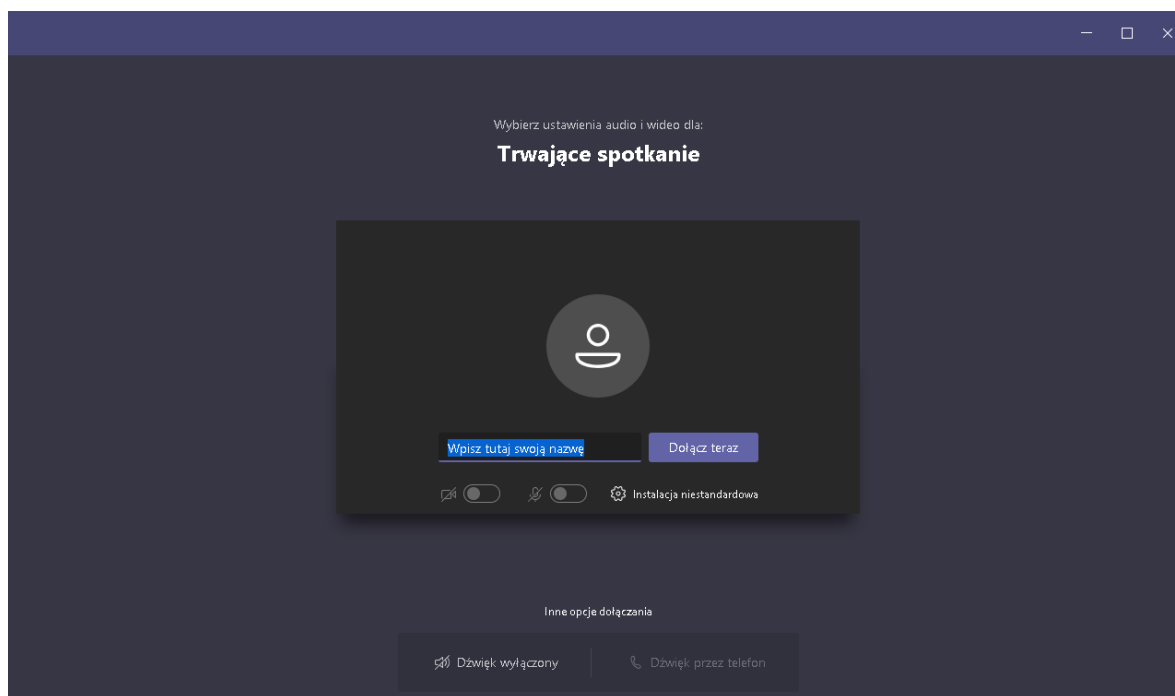 Wybierz ustawienia audio i wideo dla:
Trwające spotkanie
Wpisz tutaj swoją nazwę
Dołącz teraz
Instalacja niestandardowa
Inne opcje dołączania
Dźwięk wyłączony
Dźwięk przez telefon